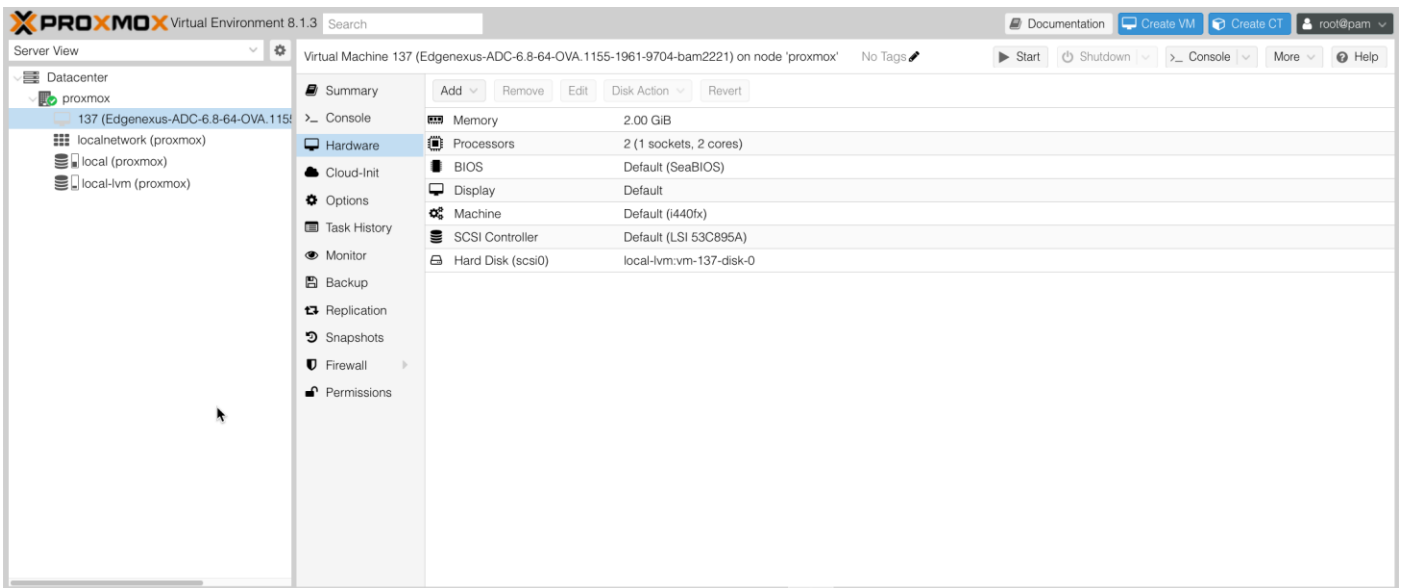 PROXMOX Virtual Environment 8.1.3 Search Documentation Create VM Create CT root@pam
Server View
Datacenter
proxmox
137 (Edgenexus-ADC-6.8-64-OVA.115
localnetwork (proxmox)
local (proxmox)
local-lvm (proxmox)
Virtual Machine 137 (Edgenexus-ADC-6.8-64-OVA.1155-1961-9704-bam2221) on node 'proxmox' No Tags Start Shutdown >_ Console More Help
Summary
>_ Console
Hardware
Cloud-Init
Options
Task History
Monitor
Backup
Replication
Snapshots
Firewall
Permissions
Add Remove Edit Disk Action Revert
Memory 2.00 GiB
Processors 2 (1 sockets, 2 cores)
BIOS Default (SeaBIOS)
Display Default
Machine Default (i440fx)
SCSI Controller Default (LSI 53C895A)
Hard Disk (scsi0) local-lvm:vm-137-disk-0